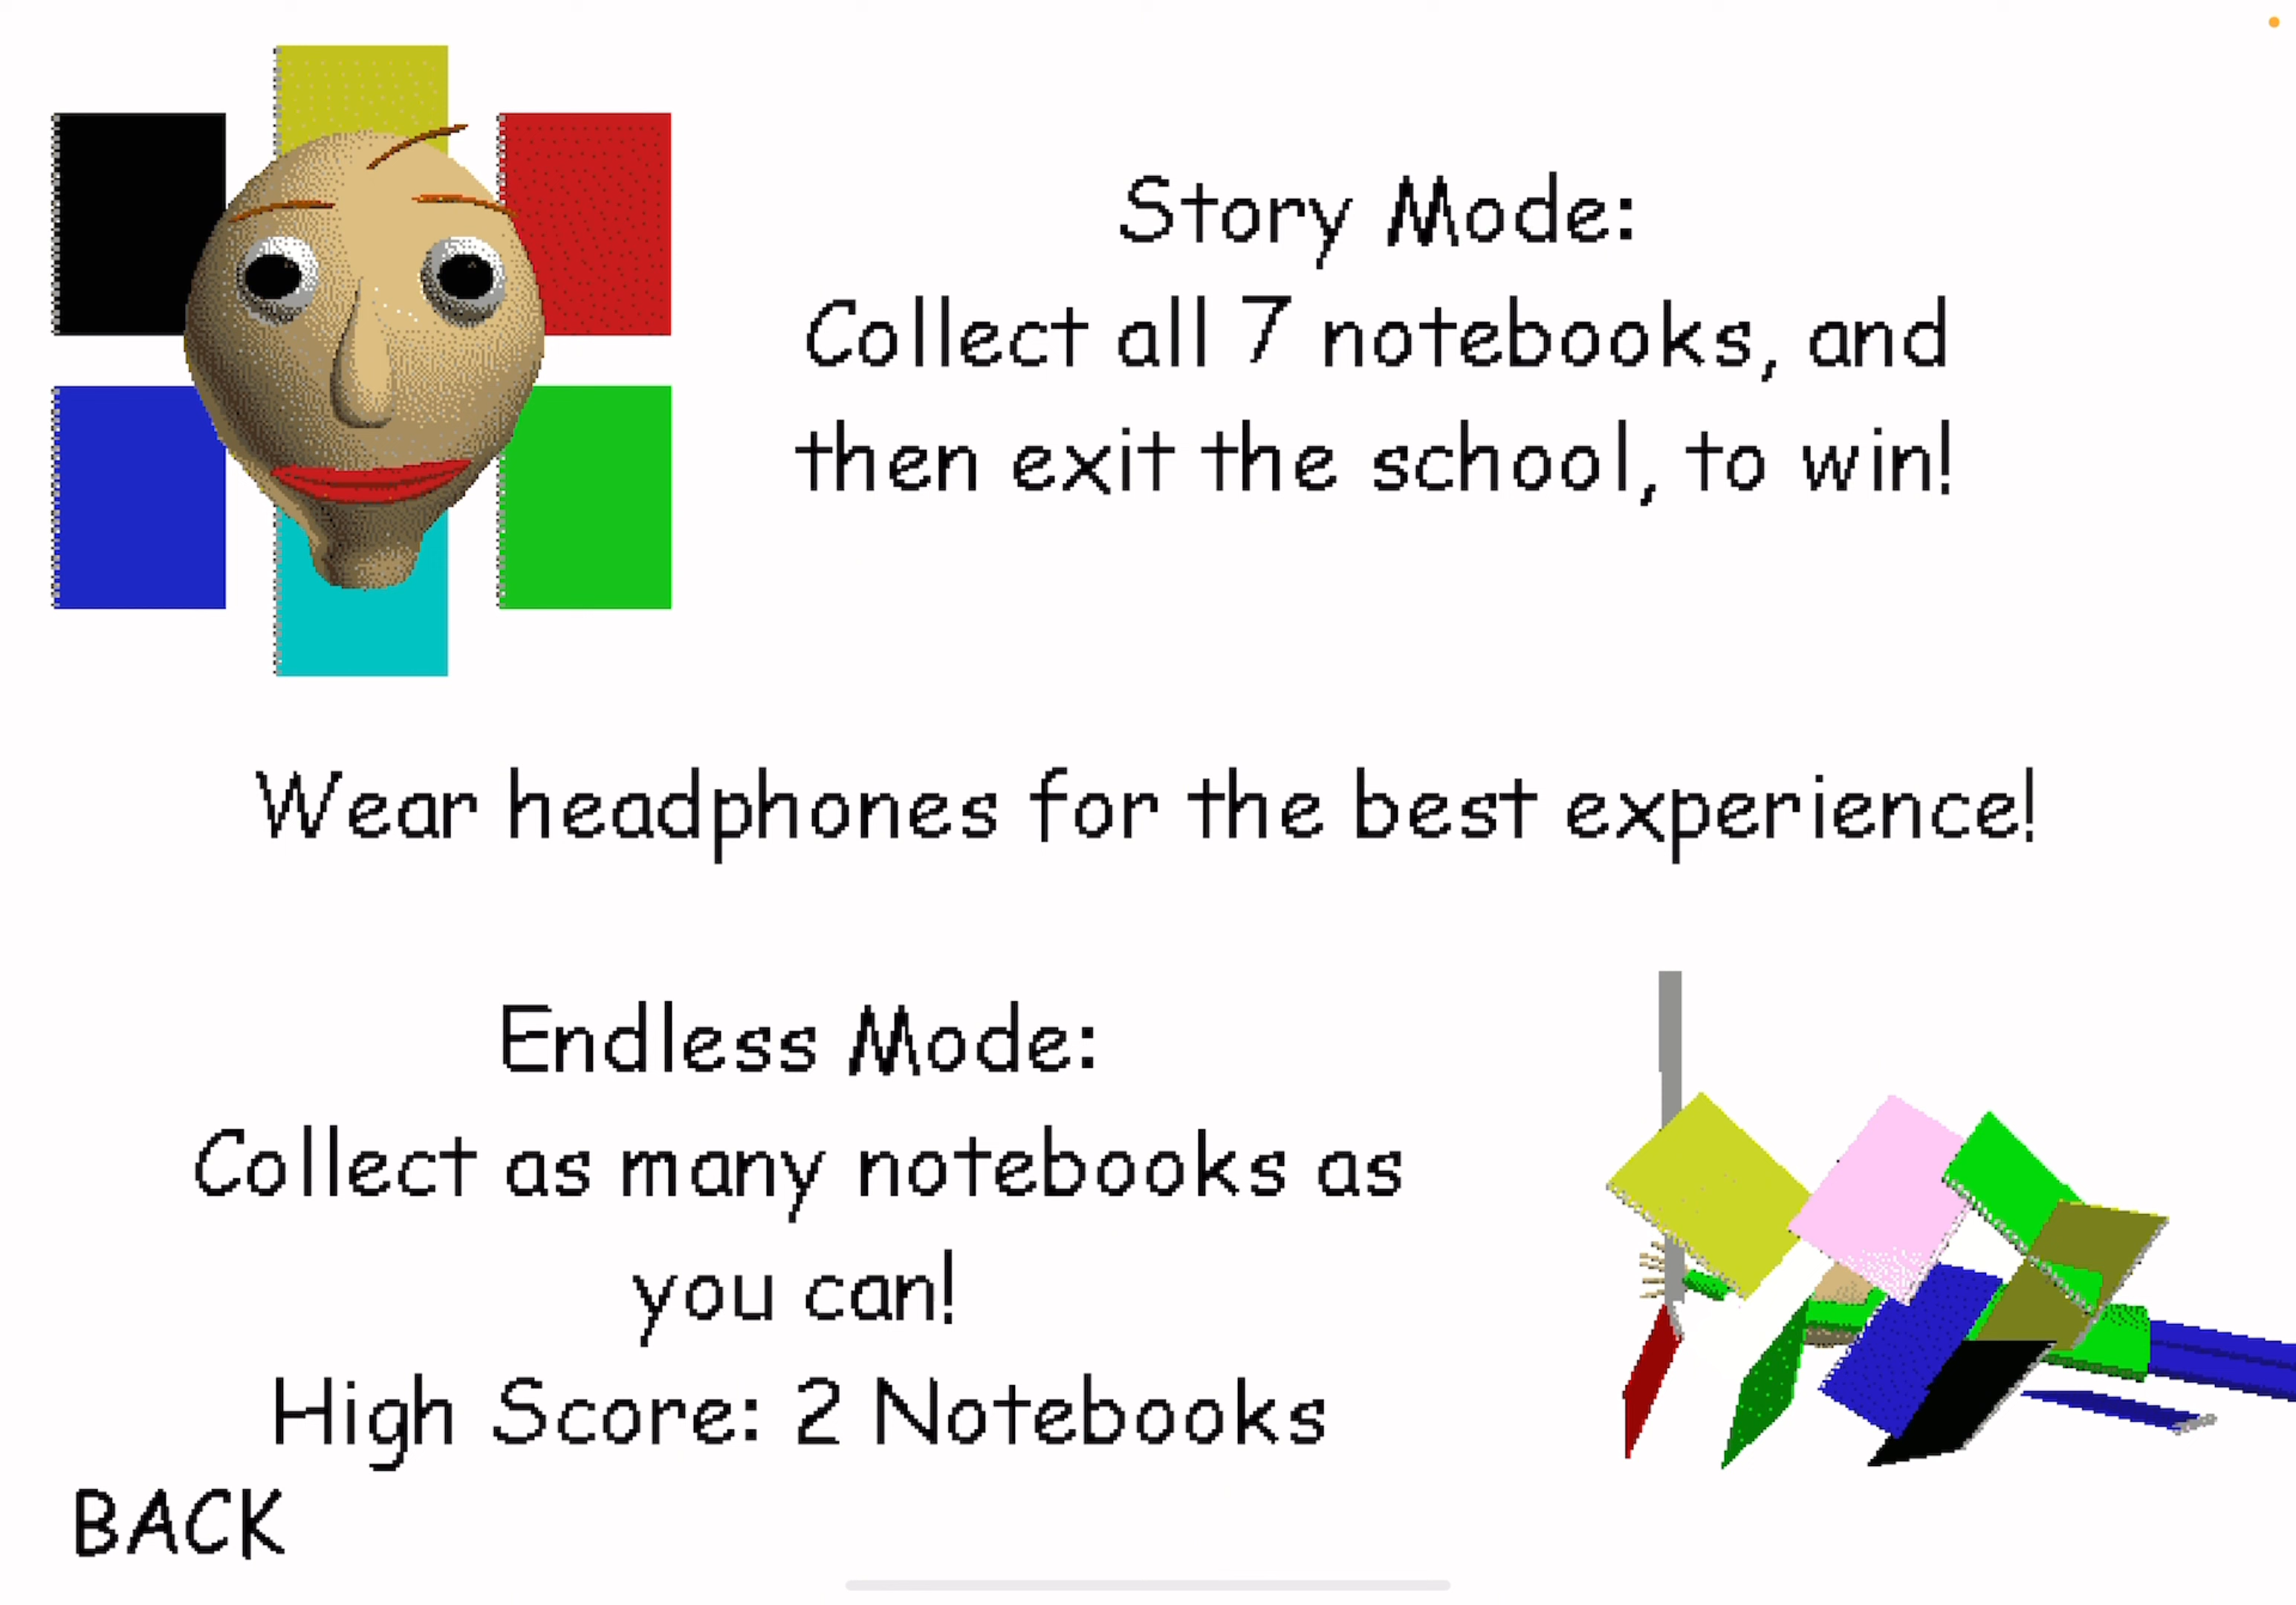 Story Mode:
Collect all 7 notebooks, and
then exit the school, to win!
Wear headphones for the best experience!
Endless Mode:
Collect as many notebooks as
you can!
High Score: 2 Notebooks
BACK